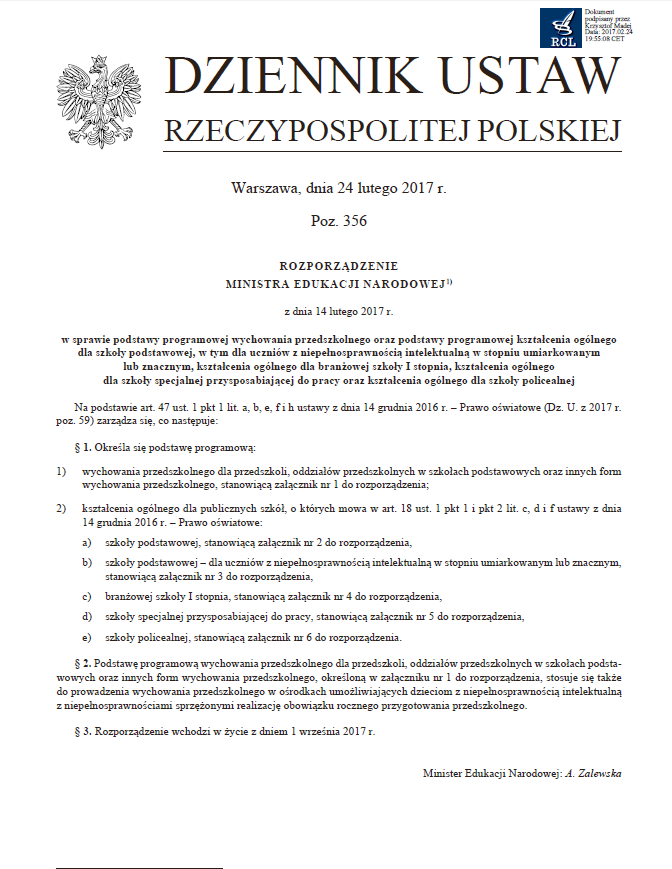 RCL
Dokument
podpisany przez
Krzysztof Madej
Data: 2017.02.24
19:55:08 CET
DZIENNIK USTAW
RZECZYPOSPOLITEJ POLSKIEJ
Warszawa, dnia 24 lutego 2017 r.
Poz. 356
ROZPORZĄDZENIE
MINISTRA EDUKACJI NARODOWEJ¹⁾
z dnia 14 lutego 2017 r.
w sprawie podstawy programowej wychowania przedszkolnego oraz podstawy programowej kształcenia ogólnego
dla szkoły podstawowej, w tym dla uczniów z niepełnosprawnością intelektualną w stopniu umiarkowanym
lub znacznym, kształcenia ogólnego dla branżowej szkoły I stopnia, kształcenia ogólnego
dla szkoły specjalnej przysposabiającej do pracy oraz kształcenia ogólnego dla szkoły policealnej
Na podstawie art. 47 ust. 1 pkt 1 lit. a, b, e, f i h ustawy z dnia 14 grudnia 2016 r. – Prawo oświatowe (Dz. U. z 2017 r.
poz. 59) zarządza się, co następuje:
§ 1. Określa się podstawę programową:
1) wychowania przedszkolnego dla przedszkoli, oddziałów przedszkolnych w szkołach podstawowych oraz innych form
wychowania przedszkolnego, stanowiącą załącznik nr 1 do rozporządzenia;
2) kształcenia ogólnego dla publicznych szkół, o których mowa w art. 18 ust. 1 pkt 1 i pkt 2 lit. c, d i f ustawy z dnia
14 grudnia 2016 r. – Prawo oświatowe:
a) szkoły podstawowej, stanowiącą załącznik nr 2 do rozporządzenia,
b) szkoły podstawowej – dla uczniów z niepełnosprawnością intelektualną w stopniu umiarkowanym lub znacznym,
stanowiącą załącznik nr 3 do rozporządzenia,
c) branżowej szkoły I stopnia, stanowiącą załącznik nr 4 do rozporządzenia,
d) szkoły specjalnej przysposabiającej do pracy, stanowiącą załącznik nr 5 do rozporządzenia,
e) szkoły policealnej, stanowiącą załącznik nr 6 do rozporządzenia.
§ 2. Podstawę programową wychowania przedszkolnego dla przedszkoli, oddziałów przedszkolnych w szkołach podsta-
wowych oraz innych form wychowania przedszkolnego, określoną w załączniku nr 1 do rozporządzenia, stosuje się także
do prowadzenia wychowania przedszkolnego w ośrodkach umożliwiających dzieciom z niepełnosprawnością intelektualną
z niepełnosprawnościami sprzężonymi realizację obowiązku rocznego przygotowania przedszkolnego.
§ 3. Rozporządzenie wchodzi w życie z dniem 1 września 2017 r.
Minister Edukacji Narodowej: A. Zalewska